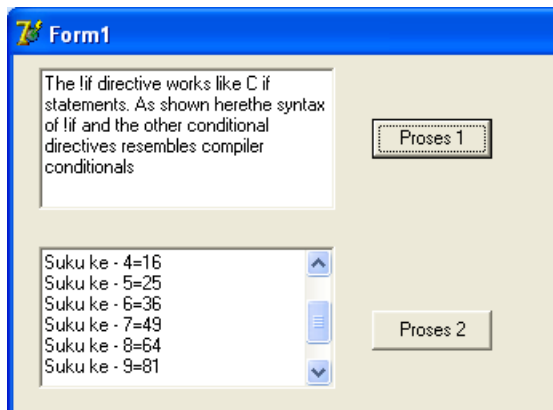 Form1
The !if directive works like C if
statements. As shown herethe syntax
of !if and the other conditional
directives resembles compiler
conditionals
Proses 1
Suku ke - 4=16
Suku ke - 5=25
Suku ke - 6=36
Suku ke - 7=49
Suku ke - 8=64
Suku ke - 9=81
Proses 2